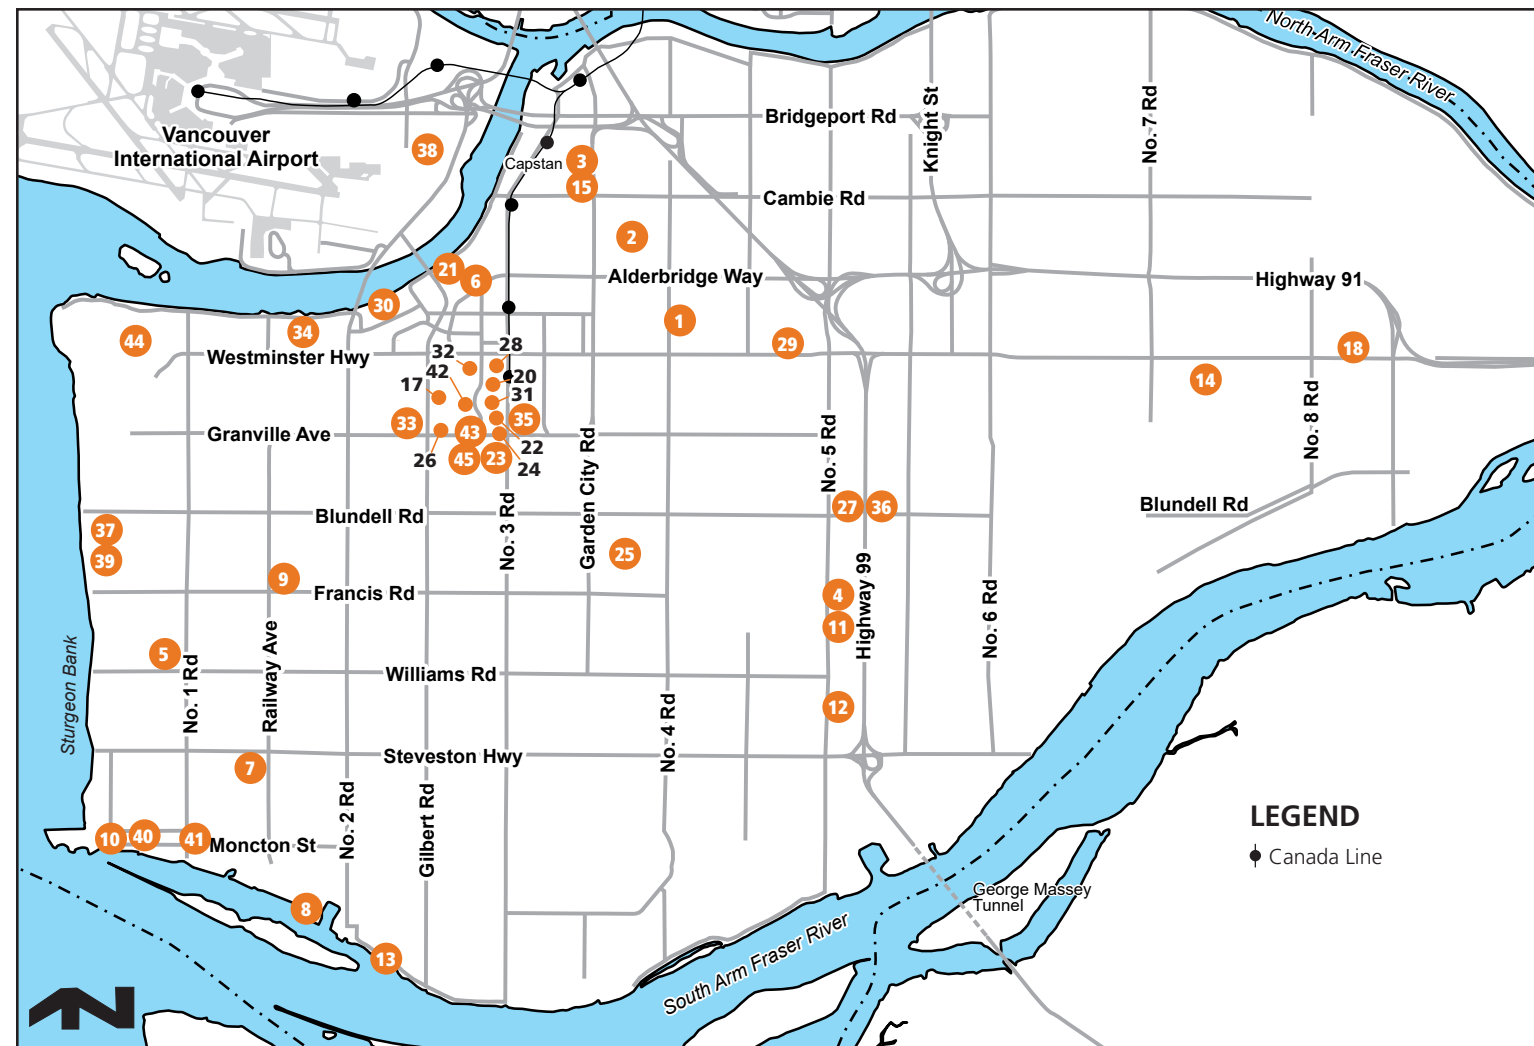 North Arm Fraser River
Bridgeport Rd
Knight St
No. 7 Rd
Vancouver
International Airport
38
Capstan
3
15
Cambie Rd
2
21
6
Alderbridge Way
Highway 91
30
34
44
1
29
18
Westminster Hwy
32
28
42
20
14
17
31
33
43
35
Granville Ave
22
26
45
23
24
Garden City Rd
No. 5 Rd
No. 8 Rd
27
36
Blundell Rd
Blundell Rd
37
39
No. 3 Rd
25
9
Francis Rd
4
11
Highway 99
No. 6 Rd
Sturgeon Bank
5
No. 1 Rd
Railway Ave
Williams Rd
12
No. 4 Rd
7
Steveston Hwy
No. 2 Rd
Gilbert Rd
10
40
41
Moncton St
LEGEND
Canada Line
George Massey
Tunnel
8
13
South Arm Fraser River
N